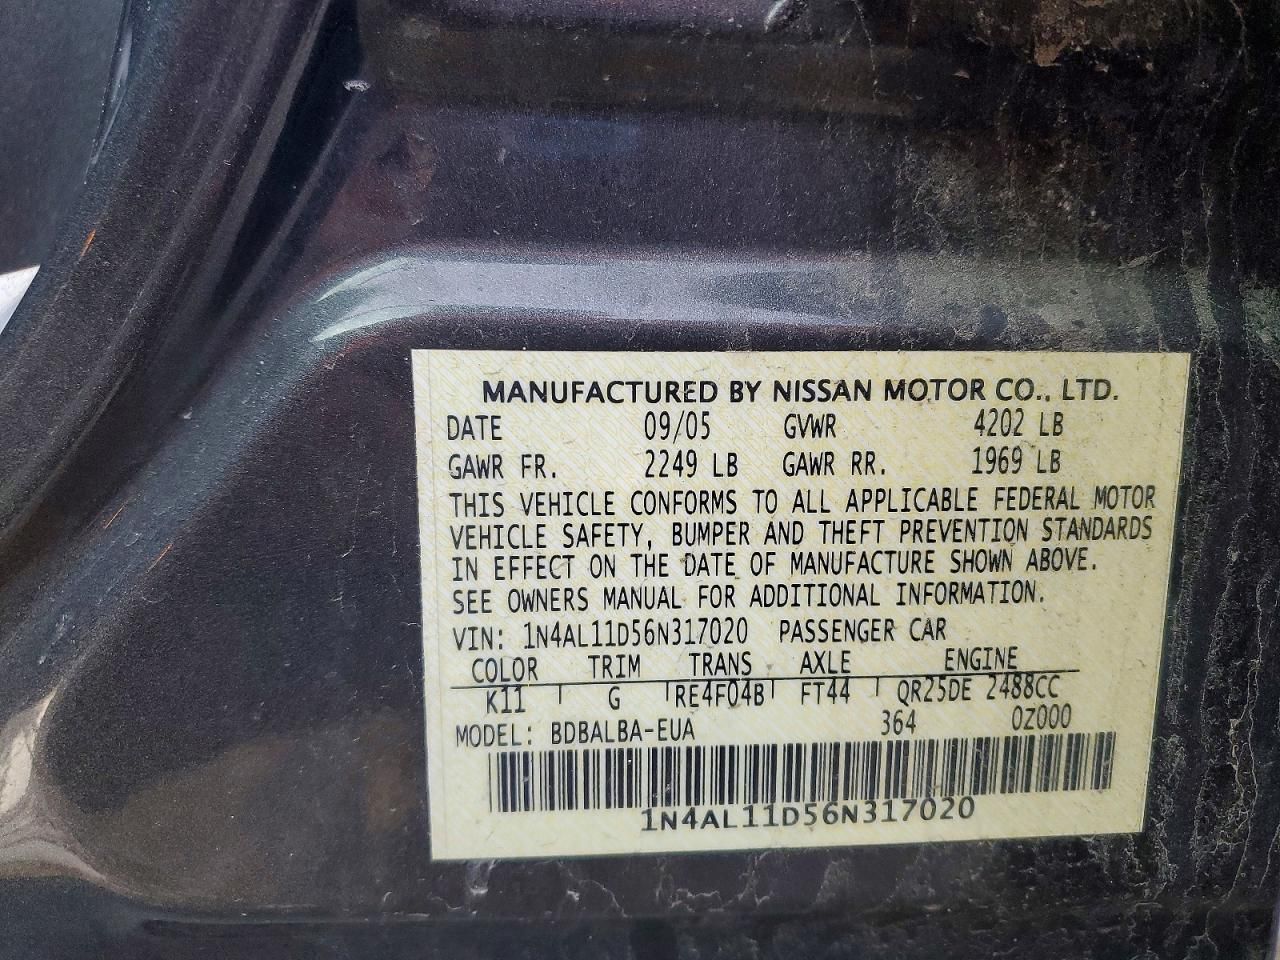 MANUFACTURED BY NISSAN MOTOR CO., LTD.
DATE 09/05 GVWR 4202 LB
GAWR FR. 2249 LB GAWR RR. 1969 LB
THIS VEHICLE CONFORMS TO ALL APPLICABLE FEDERAL MOTOR
VEHICLE SAFETY, BUMPER AND THEFT PREVENTION STANDARDS
IN EFFECT ON THE DATE OF MANUFACTURE SHOWN ABOVE.
SEE OWNERS MANUAL FOR ADDITIONAL INFORMATION.
VIN: 1N4AL11D56N317020 PASSENGER CAR
COLOR TRIM TRANS AXLE ENGINE
K11 G RE4F04B FT44 QR25DE 2488CC
MODEL: BDBALBA-EUA 364 0Z000
1N4AL11D56N317020